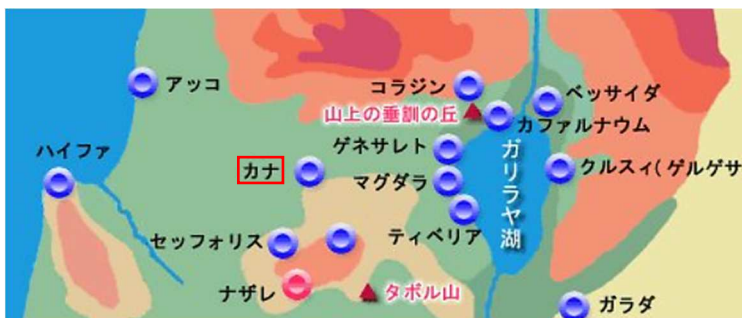 コラジン
アッコ
ベッサイダ
山上の垂訓の丘
カファルナウム
ハイファ
ゲネサレト
カナ
マグダラ
クルスィ(ゲルゲサ
ガリラヤ湖
ティベリア
セッフォリス
ナザレ
タボル山
ガラダ